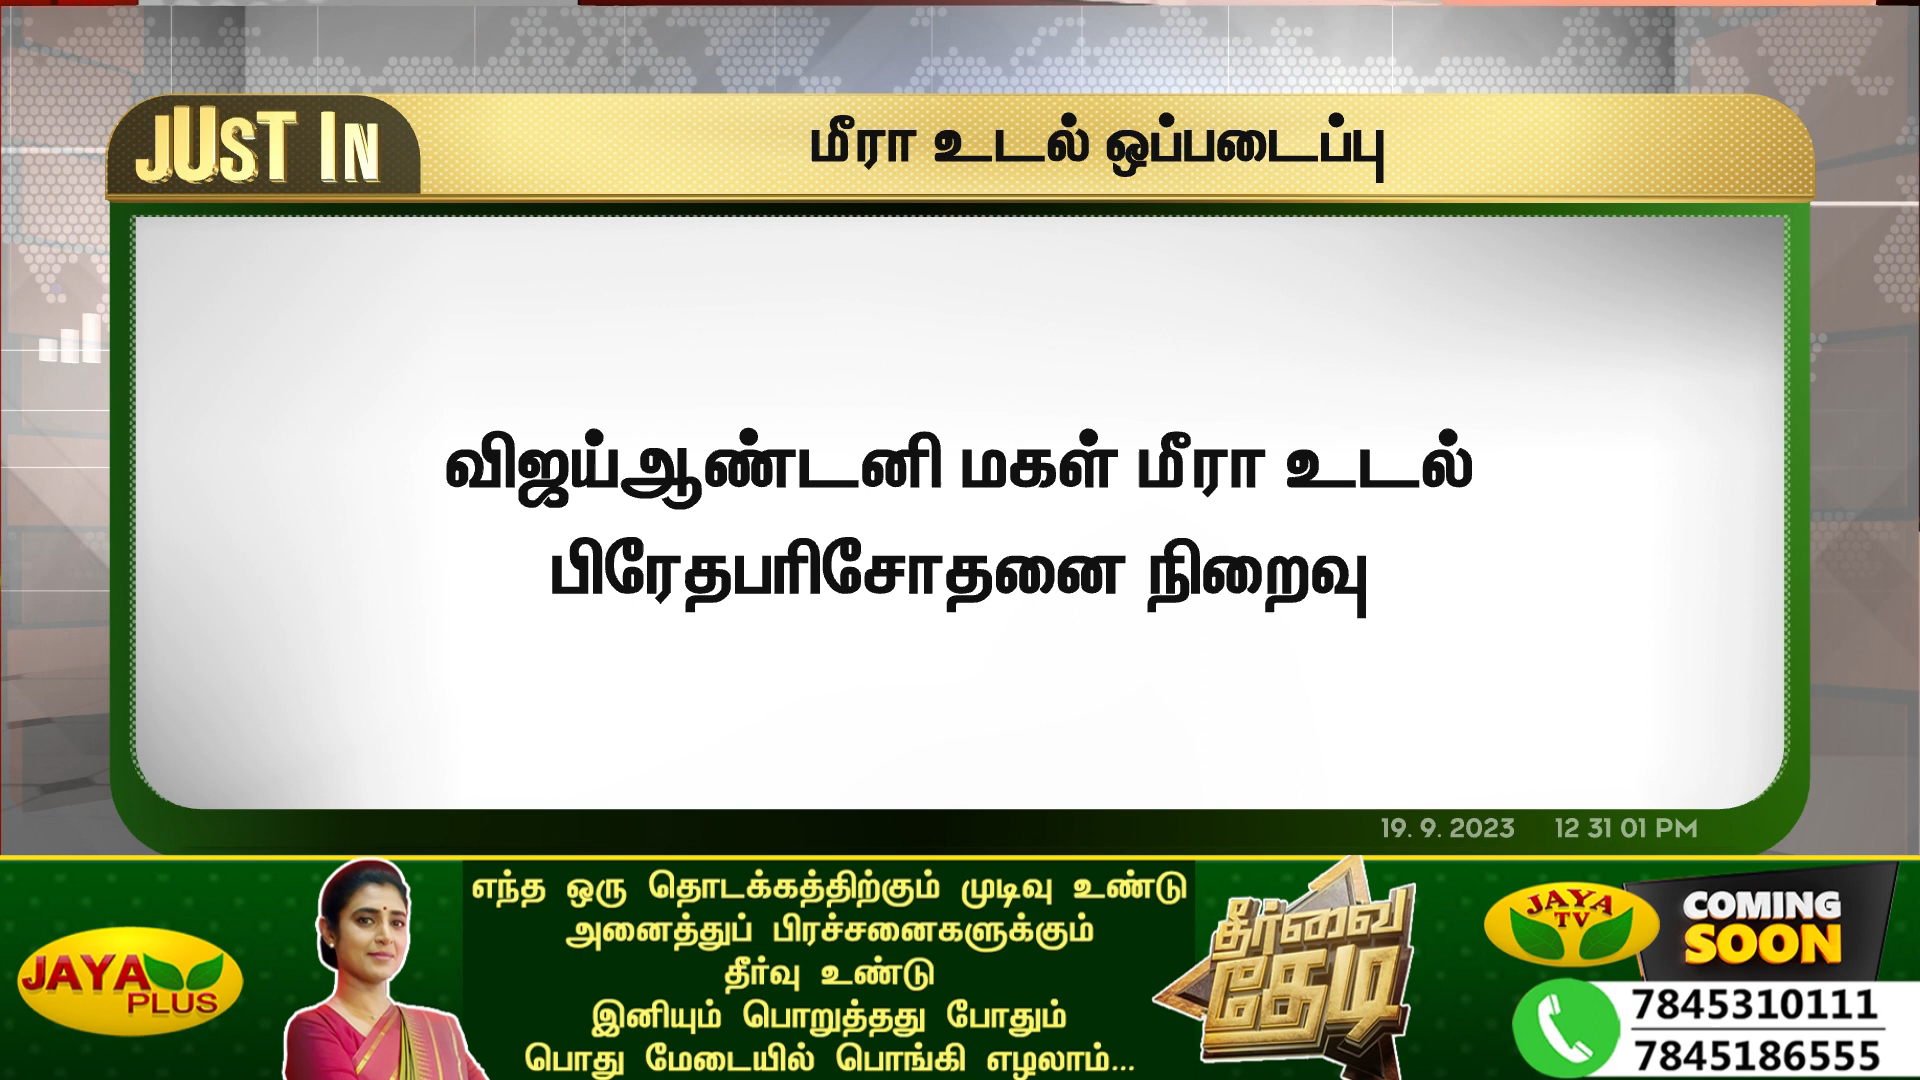 JUST IN
மீரா உடல் ஒப்படைப்பு
விஜய்ஆண்டனி மகள் மீரா உடல்
பிரேதபரிசோதனை நிறைவு
19. 9. 2023 12 31 01 PM
JAYA
PLUS
எந்த ஒரு தொடக்கத்திற்கும் முடிவு உண்டு
அனைத்துப் பிரச்சனைகளுக்கும்
தீர்வு உண்டு
இனியும் பொறுத்தது போதும்
பொது மேடையில் பொங்கி எழலாம்...
தீர்வை
தேடி
JAYA
TV
COMING
SOON
7845310111
7845186555